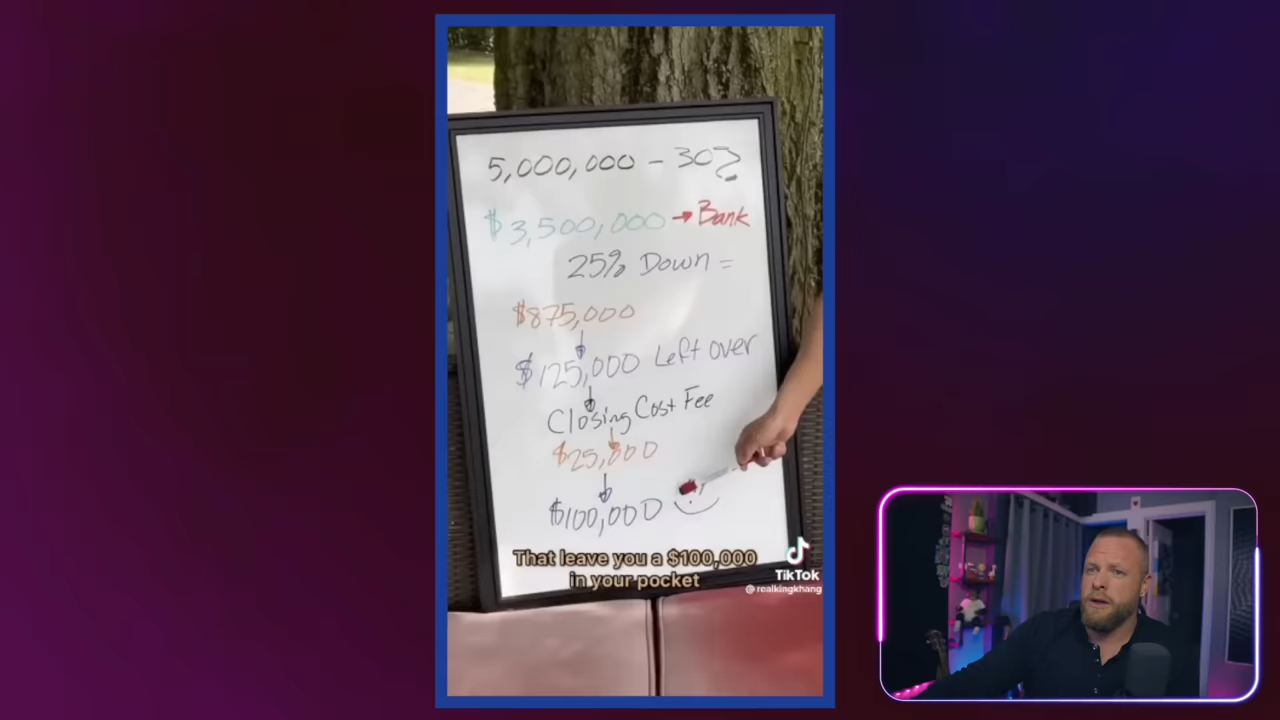 5,000,000 - 30%
$3,500,000 → Bank
25% Down =
$875,000
$125,000 Left over
Closing Cost Fee
$25,000
$100,000
That leave you a $100,000
in your pocket
TikTok
@realkingkhang